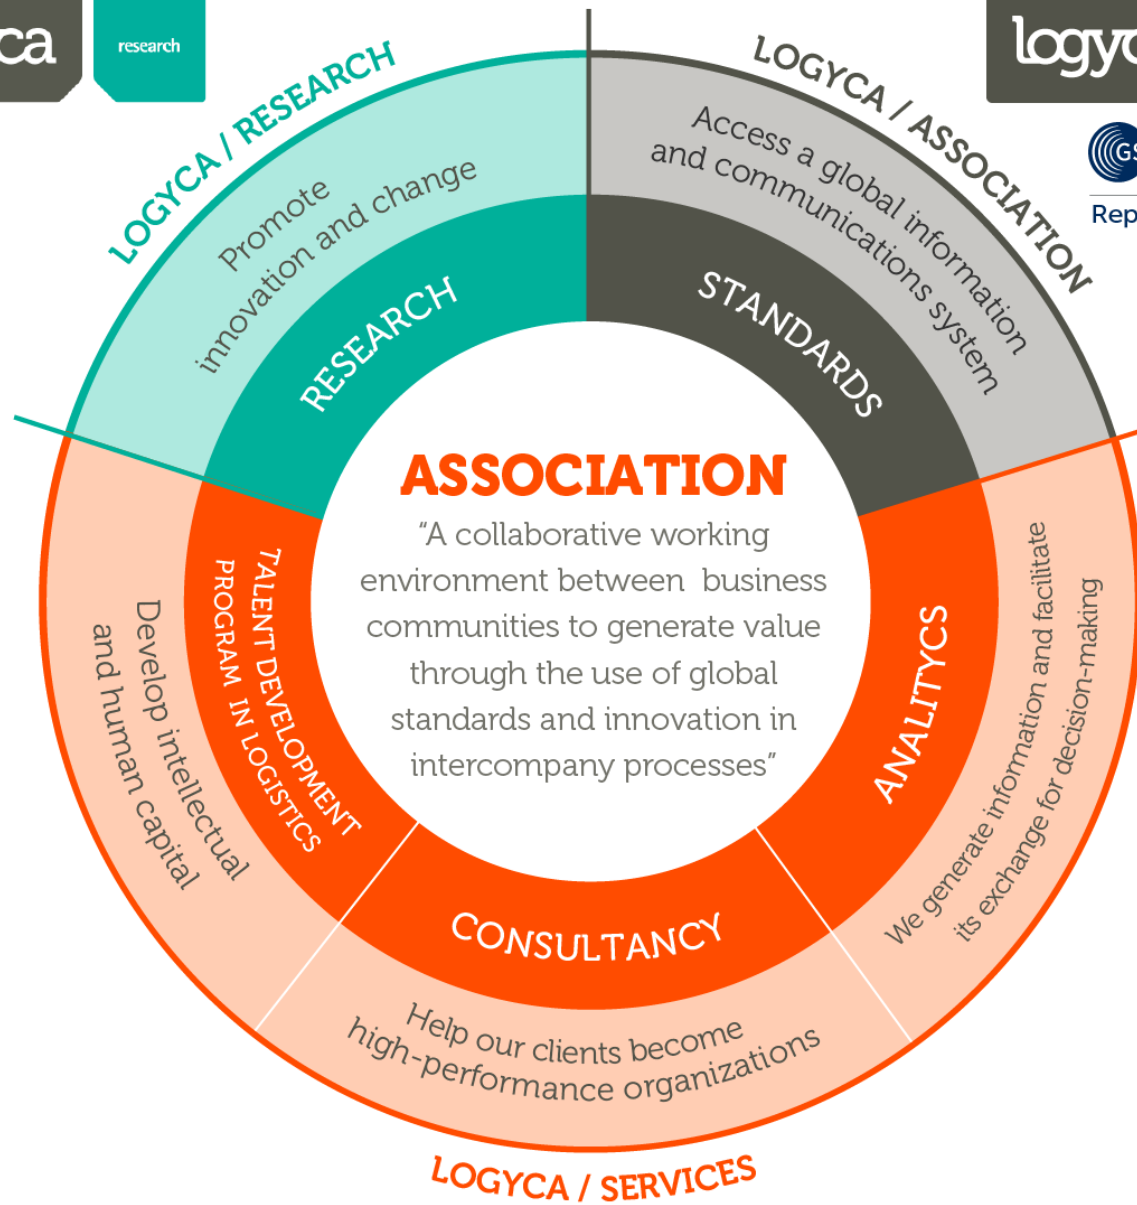 research
LOGYCA / RESEARCH
LOGYCA / ASSOCIATION
Promote
innovation and change
RESEARCH
Access a global information
and communications system
STANDARDS
ASSOCIATION
“A collaborative working
environment between business
communities to generate value
through the use of global
standards and innovation in
intercompany processes”
TALENT DEVELOPMENT
PROGRAM IN LOGISTICS
Develop intellectual
and human capital
ANALITYCS
We generate information and facilitate
its exchange for decision-making
CONSULTANCY
Help our clients become
high-performance organizations
LOGYCA / SERVICES